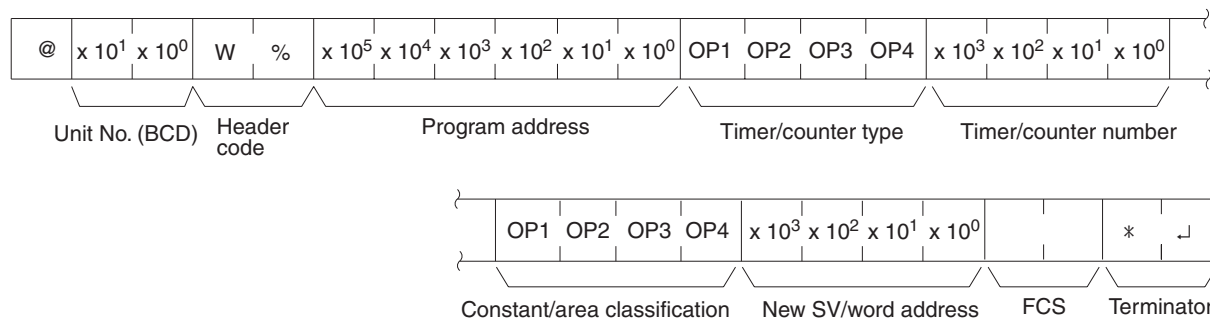 @ x 10¹ x 10⁰ W % x 10⁵ x 10⁴ x 10³ x 10² x 10¹ x 10⁰ OP1 OP2 OP3 OP4 x 10³ x 10² x 10¹ x 10⁰
Unit No. (BCD) Header code Program address Timer/counter type Timer/counter number
OP1 OP2 OP3 OP4 x 10³ x 10² x 10¹ x 10⁰ * ↵
Constant/area classification New SV/word address FCS Terminator